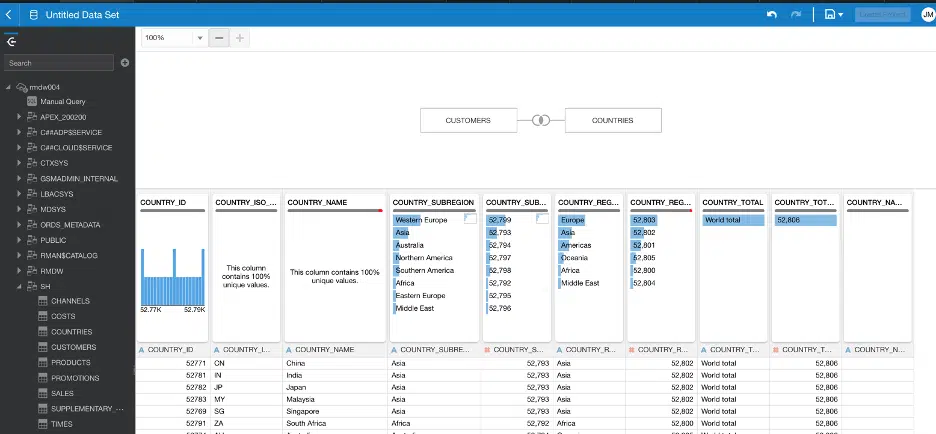 Untitled Data Set
JM
100%
Search
rmdw004
Manual Query
APEX_200200
C##ADP$SERVICE
C##CLOUD$SERVICE
CTXSYS
GSMADMIN_INTERNAL
LBACSYS
MDSYS
ORDS_METADATA
PUBLIC
RMAN$CATALOG
RMDW
SH
CHANNELS
COSTS
COUNTRIES
CUSTOMERS
PRODUCTS
PROMOTIONS
SALES
SUPPLEMENTARY_...
TIMES
CUSTOMERS COUNTRIES
COUNTRY_ID COUNTRY_ISO_... COUNTRY_NAME COUNTRY_SUBREGION COUNTRY_SUB... COUNTRY_REG... COUNTRY_REG... COUNTRY_TOTAL COUNTRY_TOT... COUNTRY_NA...
52.77K 52.79K
This column
contains 100%
unique values.
This column contains 100%
unique values.
Western Europe
Asia
Australia
Northern America
Southern America
Africa
Eastern Europe
Middle East
52,799
52,793
52,794
52,797
52,798
52,792
52,795
52,796
Europe
Asia
Americas
Oceania
Africa
Middle East
52,803
52,802
52,801
52,805
52,800
52,804
World total
52,806
A COUNTRY_ID A COUNTRY_I... A COUNTRY_NAME A COUNTRY_SUBRE... # COUNTRY_S... A COUNTRY_R... # COUNTRY_R... A COUNTRY_T... # COUNTRY_T... A COUNTRY_N...
52771 CN China Asia 52,793 Asia 52,802 World total 52,806
52781 IN India Asia 52,793 Asia 52,802 World total 52,806
52782 JP Japan Asia 52,793 Asia 52,802 World total 52,806
52783 MY Malaysia Asia 52,793 Asia 52,802 World total 52,806
52769 SG Singapore Asia 52,793 Asia 52,802 World total 52,806
52791 ZA South Africa Africa 52,792 Africa 52,800 World total 52,806